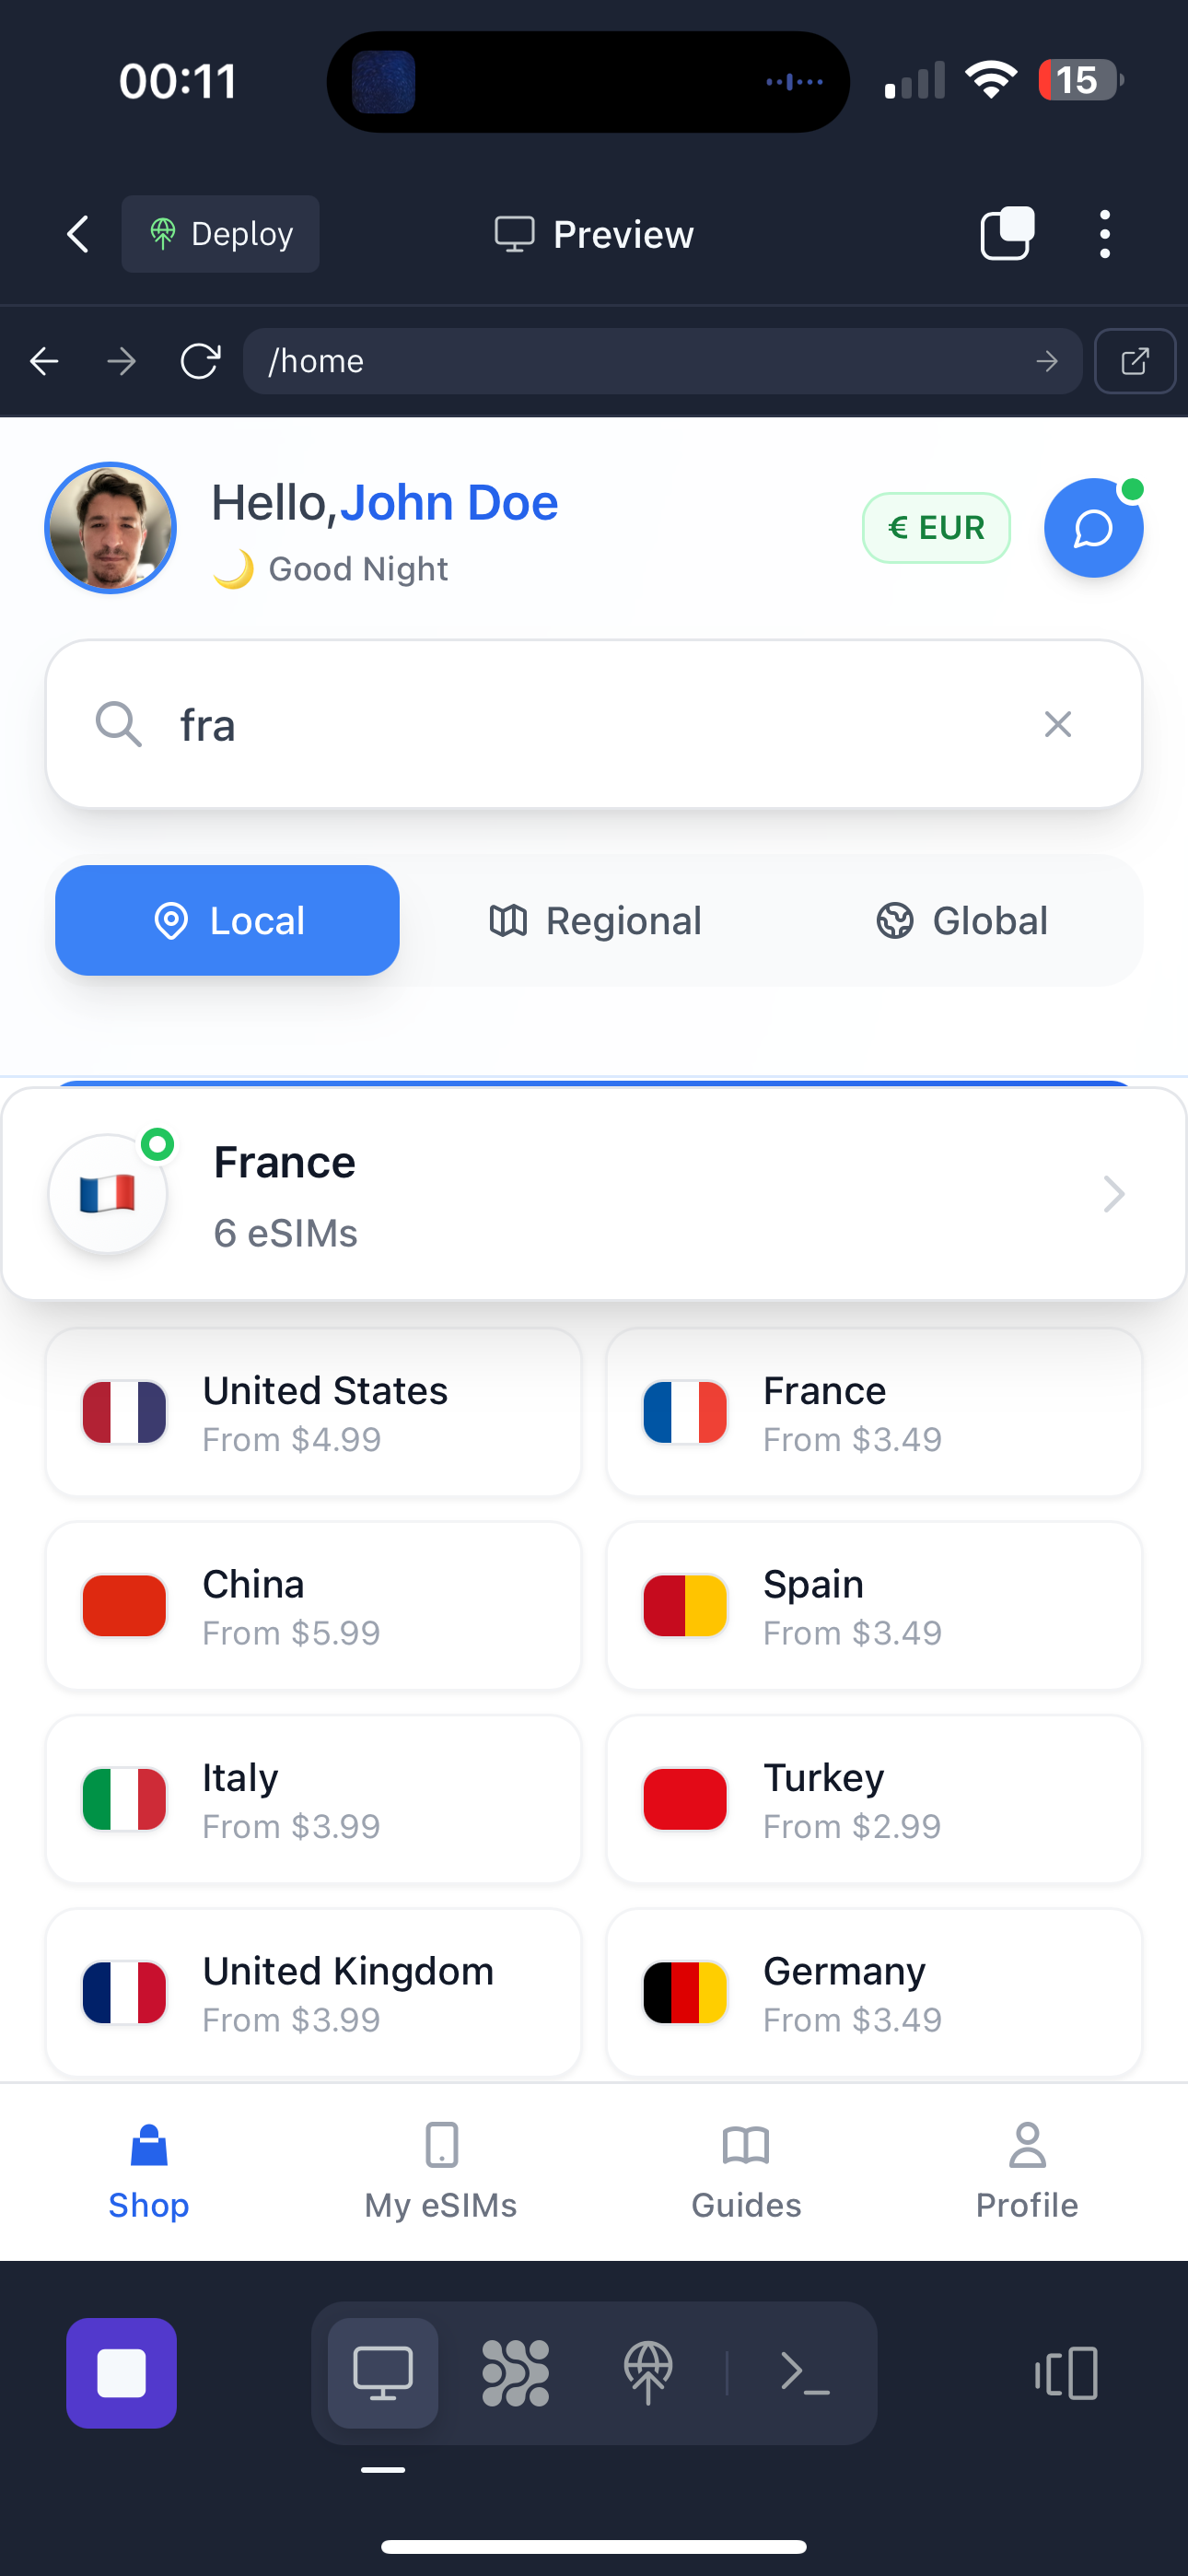 00:11
15
Deploy
Preview
/home
Hello,John Doe
🌙 Good Night
€ EUR
fra
Local
Regional
Global
France
6 eSIMs
United States
From $4.99
France
From $3.49
China
From $5.99
Spain
From $3.49
Italy
From $3.99
Turkey
From $2.99
United Kingdom
From $3.99
Germany
From $3.49
Shop
My eSIMs
Guides
Profile